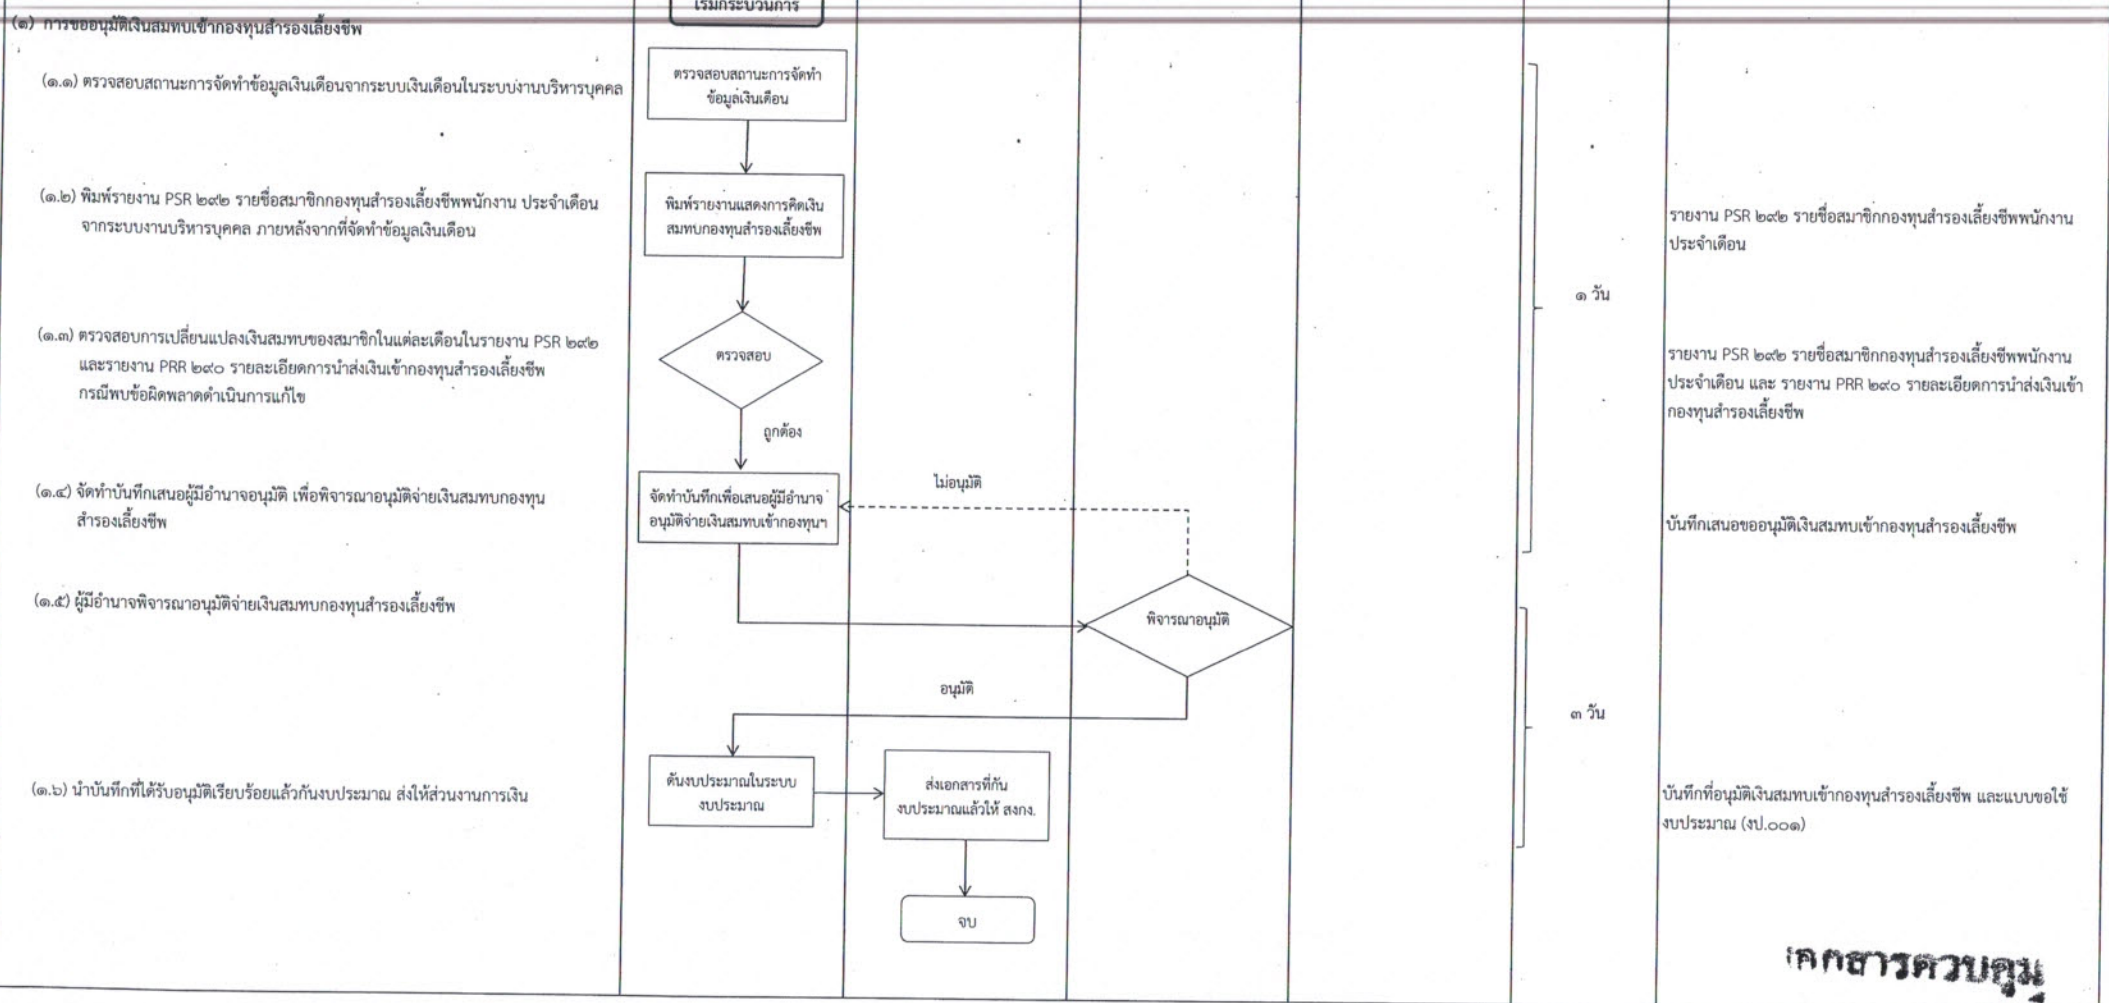 เริ่มกระบวนการ
(๑) การขออนุมัติเงินสมทบเข้ากองทุนสำรองเลี้ยงชีพ
(๑.๑) ตรวจสอบสถานะการจัดทำข้อมูลเงินเดือนจากระบบเงินเดือนในระบบงานบริหารบุคคล
ตรวจสอบสถานะการจัดทำ
ข้อมูลเงินเดือน
(๑.๒) พิมพ์รายงาน PSR ๒๙๒ รายชื่อสมาชิกกองทุนสำรองเลี้ยงชีพพนักงาน ประจำเดือน
จากระบบงานบริหารบุคคล ภายหลังจากที่จัดทำข้อมูลเงินเดือน
พิมพ์รายงานแสดงการคิดเงิน
สมทบกองทุนสำรองเลี้ยงชีพ
รายงาน PSR ๒๙๒ รายชื่อสมาชิกกองทุนสำรองเลี้ยงชีพพนักงาน
ประจำเดือน
๑ วัน
(๑.๓) ตรวจสอบการเปลี่ยนแปลงเงินสมทบของสมาชิกในแต่ละเดือนในรายงาน PSR ๒๙๒
และรายงาน PRR ๒๙๐ รายละเอียดการนำส่งเงินเข้ากองทุนสำรองเลี้ยงชีพ
กรณีพบข้อผิดพลาดดำเนินการแก้ไข
ตรวจสอบ
รายงาน PSR ๒๙๒ รายชื่อสมาชิกกองทุนสำรองเลี้ยงชีพพนักงาน
ประจำเดือน และ รายงาน PRR ๒๙๐ รายละเอียดการนำส่งเงินเข้า
กองทุนสำรองเลี้ยงชีพ
ถูกต้อง
(๑.๔) จัดทำบันทึกเสนอผู้มีอำนาจอนุมัติ เพื่อพิจารณาอนุมัติจ่ายเงินสมทบกองทุน
สำรองเลี้ยงชีพ
จัดทำบันทึกเพื่อเสนอผู้มีอำนาจ
อนุมัติจ่ายเงินสมทบเข้ากองทุนฯ
ไม่อนุมัติ
บันทึกเสนอขออนุมัติเงินสมทบเข้ากองทุนสำรองเลี้ยงชีพ
(๑.๕) ผู้มีอำนาจพิจารณาอนุมัติจ่ายเงินสมทบกองทุนสำรองเลี้ยงชีพ
พิจารณาอนุมัติ
อนุมัติ
๓ วัน
(๑.๖) นำบันทึกที่ได้รับอนุมัติเรียบร้อยแล้วกันงบประมาณ ส่งให้ส่วนงานการเงิน
ตันงบประมาณในระบบ
งบประมาณ
ส่งเอกสารที่กัน
งบประมาณแล้วให้ สงกง.
บันทึกที่อนุมัติเงินสมทบเข้ากองทุนสำรองเลี้ยงชีพ และแบบขอใช้
งบประมาณ (งป.๐๐๑)
จบ
เอกสารควบคุม